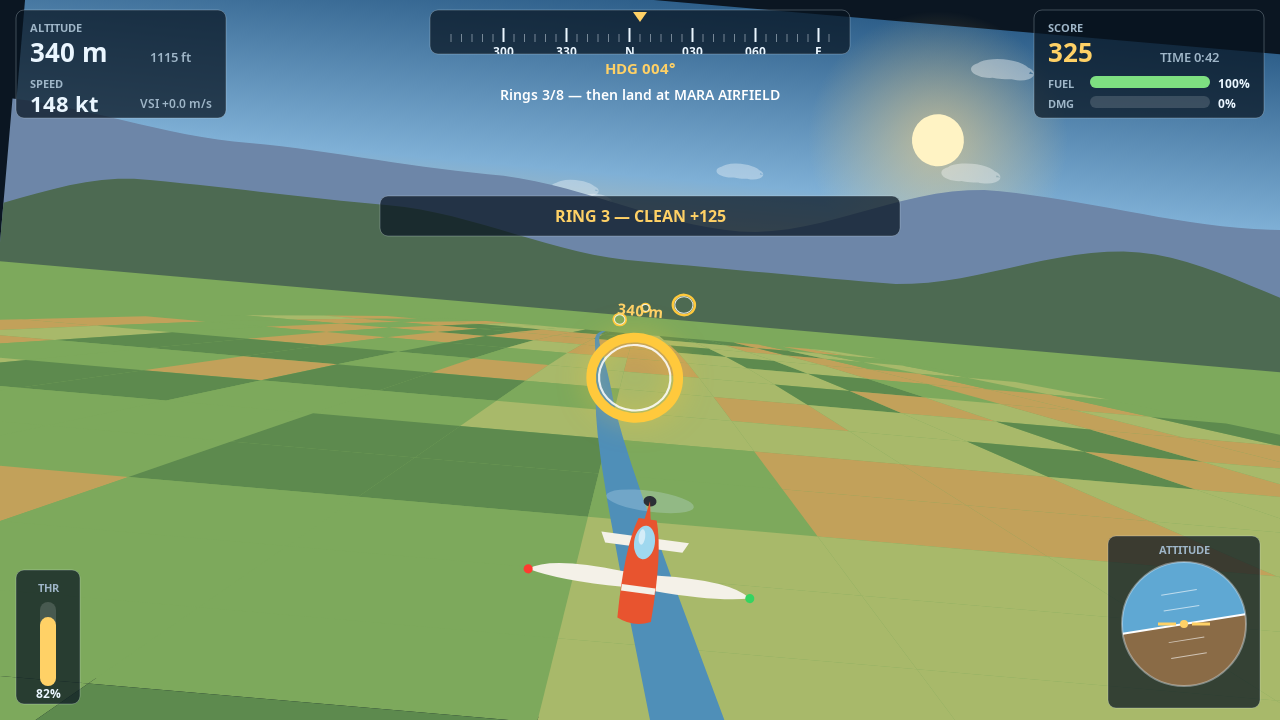 ALTITUDE
340 m 1115 ft
SPEED
148 kt VSI +0.0 m/s
300 330 N 030 060 E
HDG 004°
Rings 3/8 — then land at MARA AIRFIELD
SCORE
325 TIME 0:42
FUEL 100%
DMG 0%
RING 3 — CLEAN +125
340 m
THR
82%
ATTITUDE